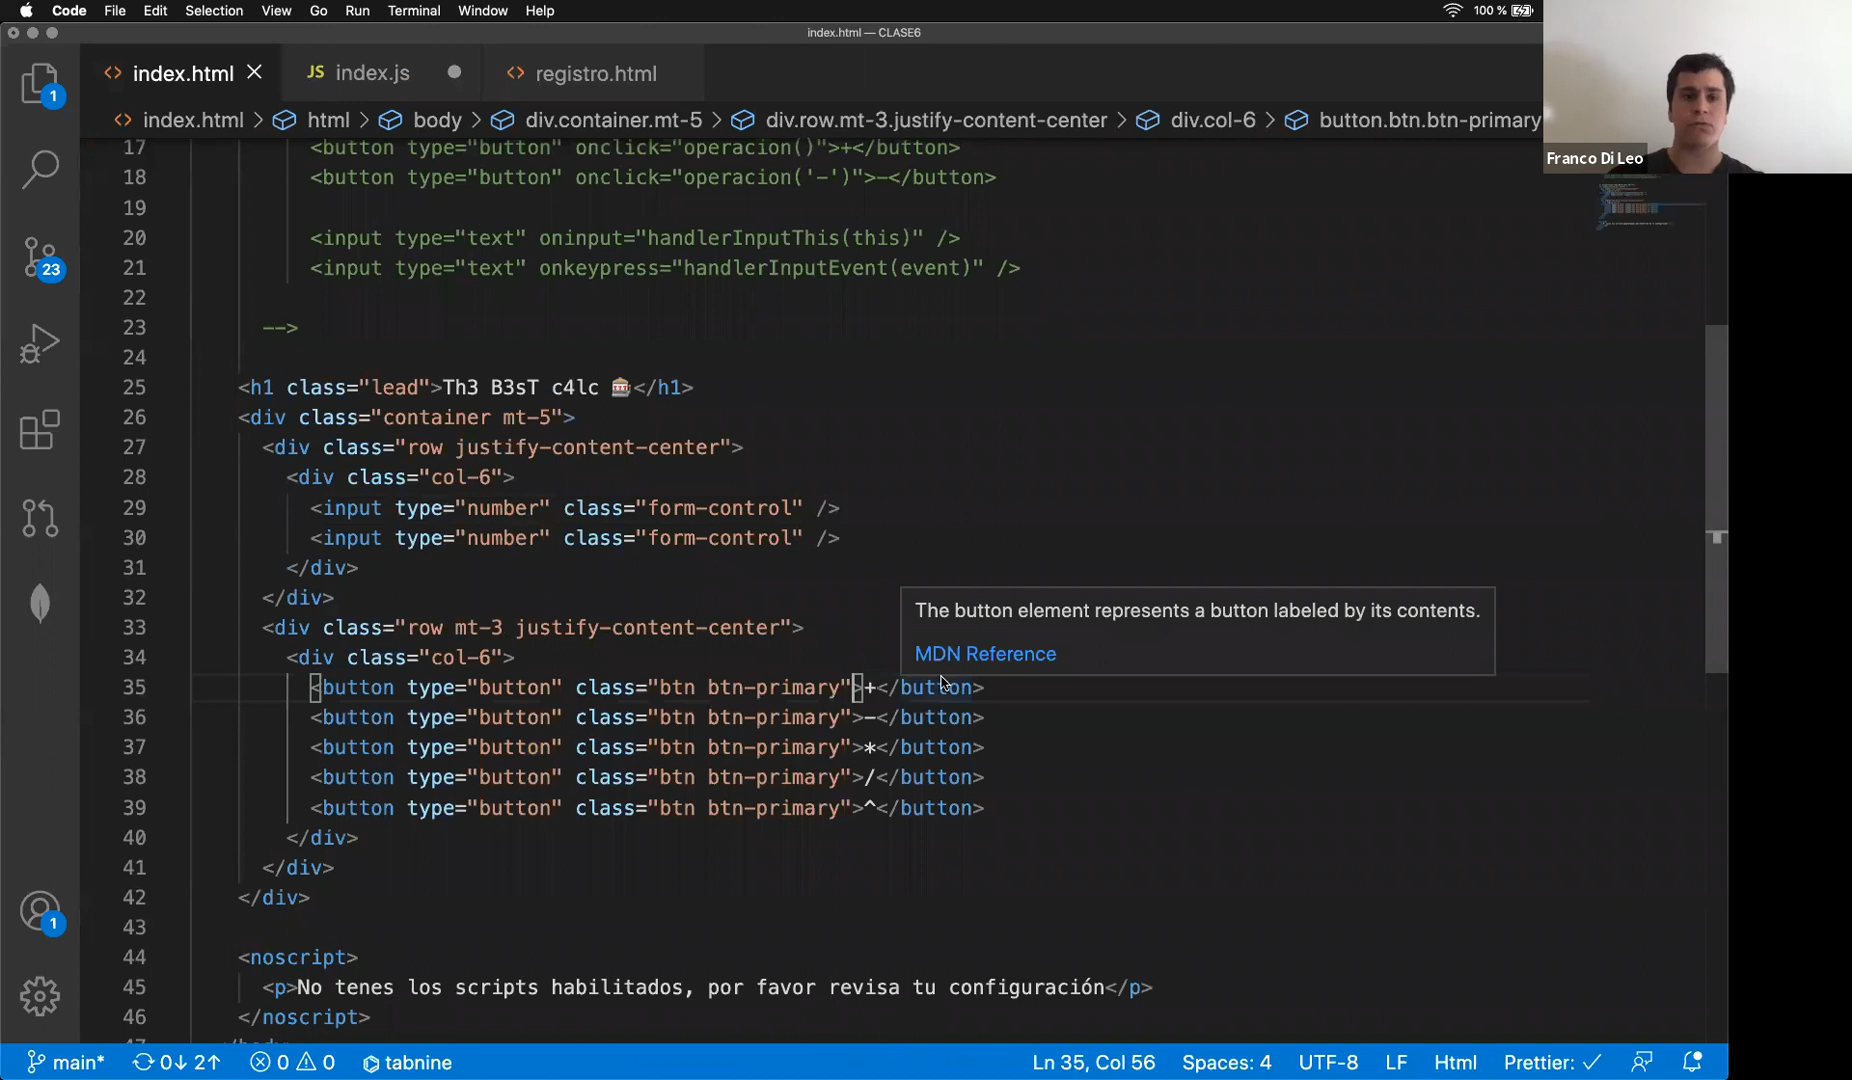 Code File Edit Selection View Go Run Terminal Window Help 100 %
index.html — CLASE6
index.html JS index.js registro.html
index.html > html > body > div.container.mt-5 > div.row.mt-3.justify-content-center > div.col-6 > button.btn.btn-primary
Franco Di Leo
17 <button type="button" onclick="operacion()">+</button>
18 <button type="button" onclick="operacion('-')">-</button>
19
20 <input type="text" oninput="handlerInputThis(this)" />
21 <input type="text" onkeypress="handlerInputEvent(event)" />
22
23 -->
24
25 <h1 class="lead">Th3 B3sT c4lc 🎰</h1>
26 <div class="container mt-5">
27 <div class="row justify-content-center">
28 <div class="col-6">
29 <input type="number" class="form-control" />
30 <input type="number" class="form-control" />
31 </div>
32 </div>
33 <div class="row mt-3 justify-content-center">
34 <div class="col-6">
35 <button type="button" class="btn btn-primary">+</button>
36 <button type="button" class="btn btn-primary">-</button>
37 <button type="button" class="btn btn-primary">*</button>
38 <button type="button" class="btn btn-primary">/</button>
39 <button type="button" class="btn btn-primary">^</button>
40 </div>
41 </div>
42 </div>
43
44 <noscript>
45 <p>No tenes los scripts habilitados, por favor revisa tu configuración</p>
46 </noscript>
The button element represents a button labeled by its contents.
MDN Reference
1
23
1
main* 0↓ 2↑ 0 0 tabnine Ln 35, Col 56 Spaces: 4 UTF-8 LF Html Prettier: ✓